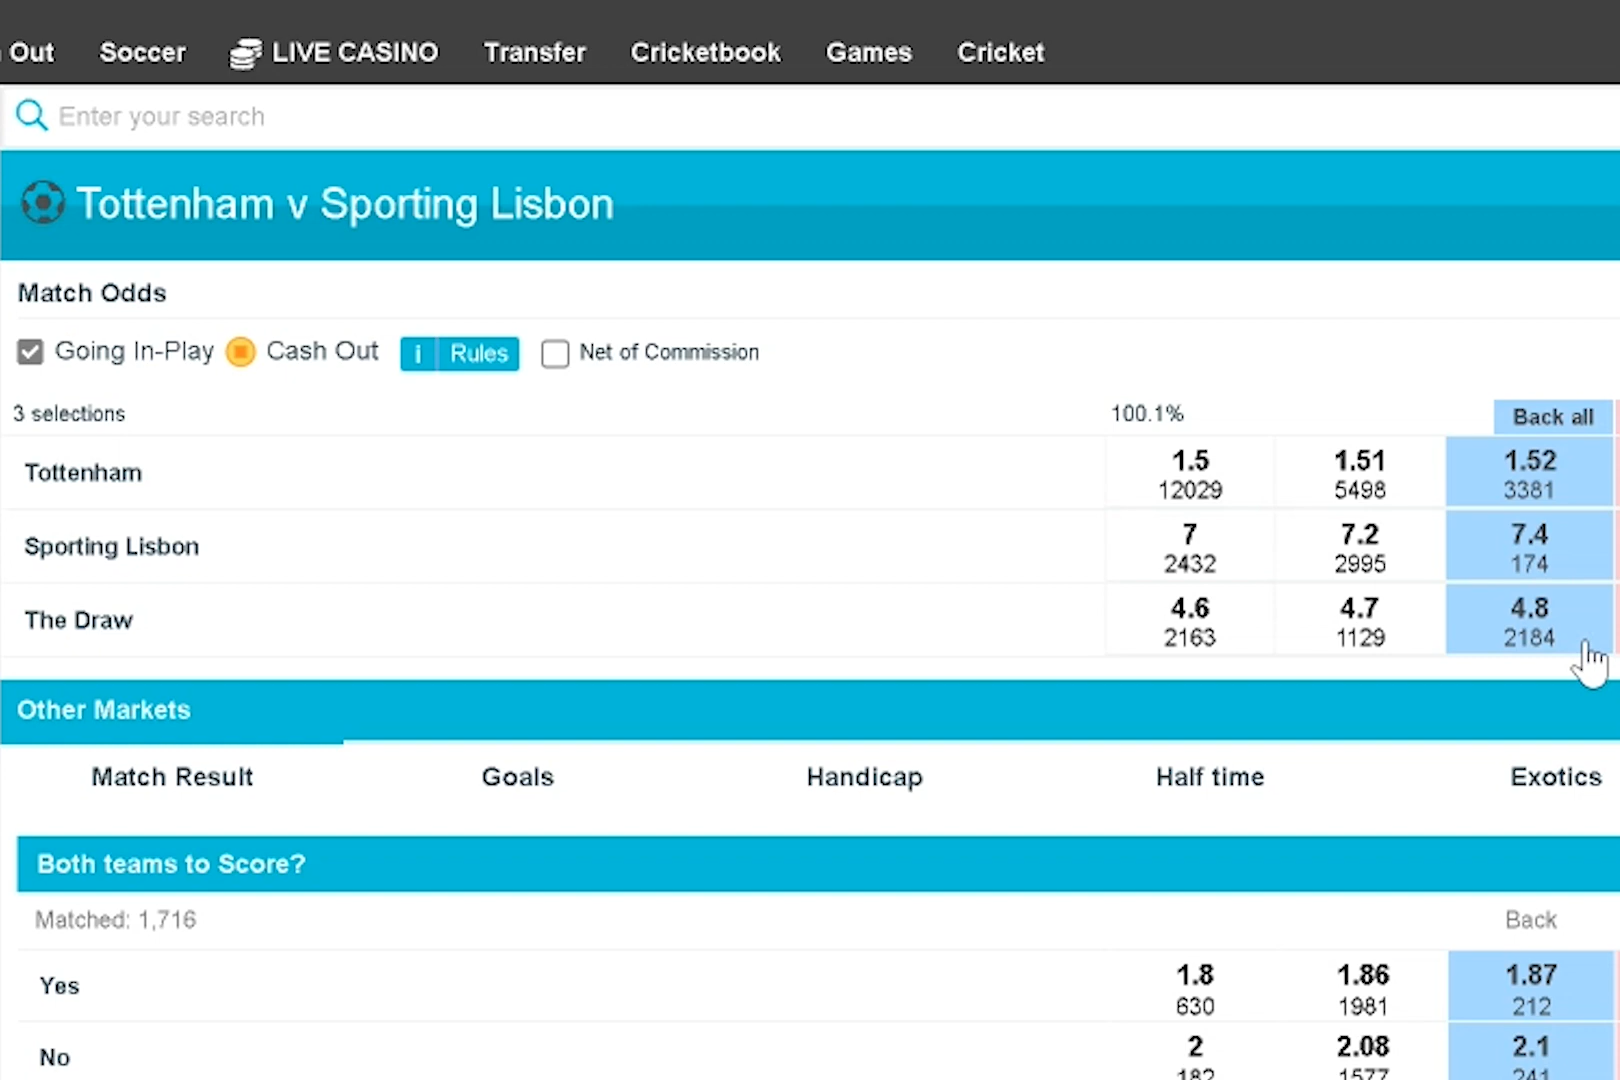 Out Soccer LIVE CASINO Transfer Cricketbook Games Cricket
Enter your search
Tottenham v Sporting Lisbon
Match Odds
Going In-Play Cash Out i Rules Net of Commission
3 selections 100.1% Back all
Tottenham 1.5 1.51 1.52
12029 5498 3381
Sporting Lisbon 7 7.2 7.4
2432 2995 174
The Draw 4.6 4.7 4.8
2163 1129 2184
Other Markets
Match Result Goals Handicap Half time Exotics
Both teams to Score?
Matched: 1,716 Back
Yes 1.8 1.86 1.87
630 1981 212
No 2 2.08 2.1
182 1577 241